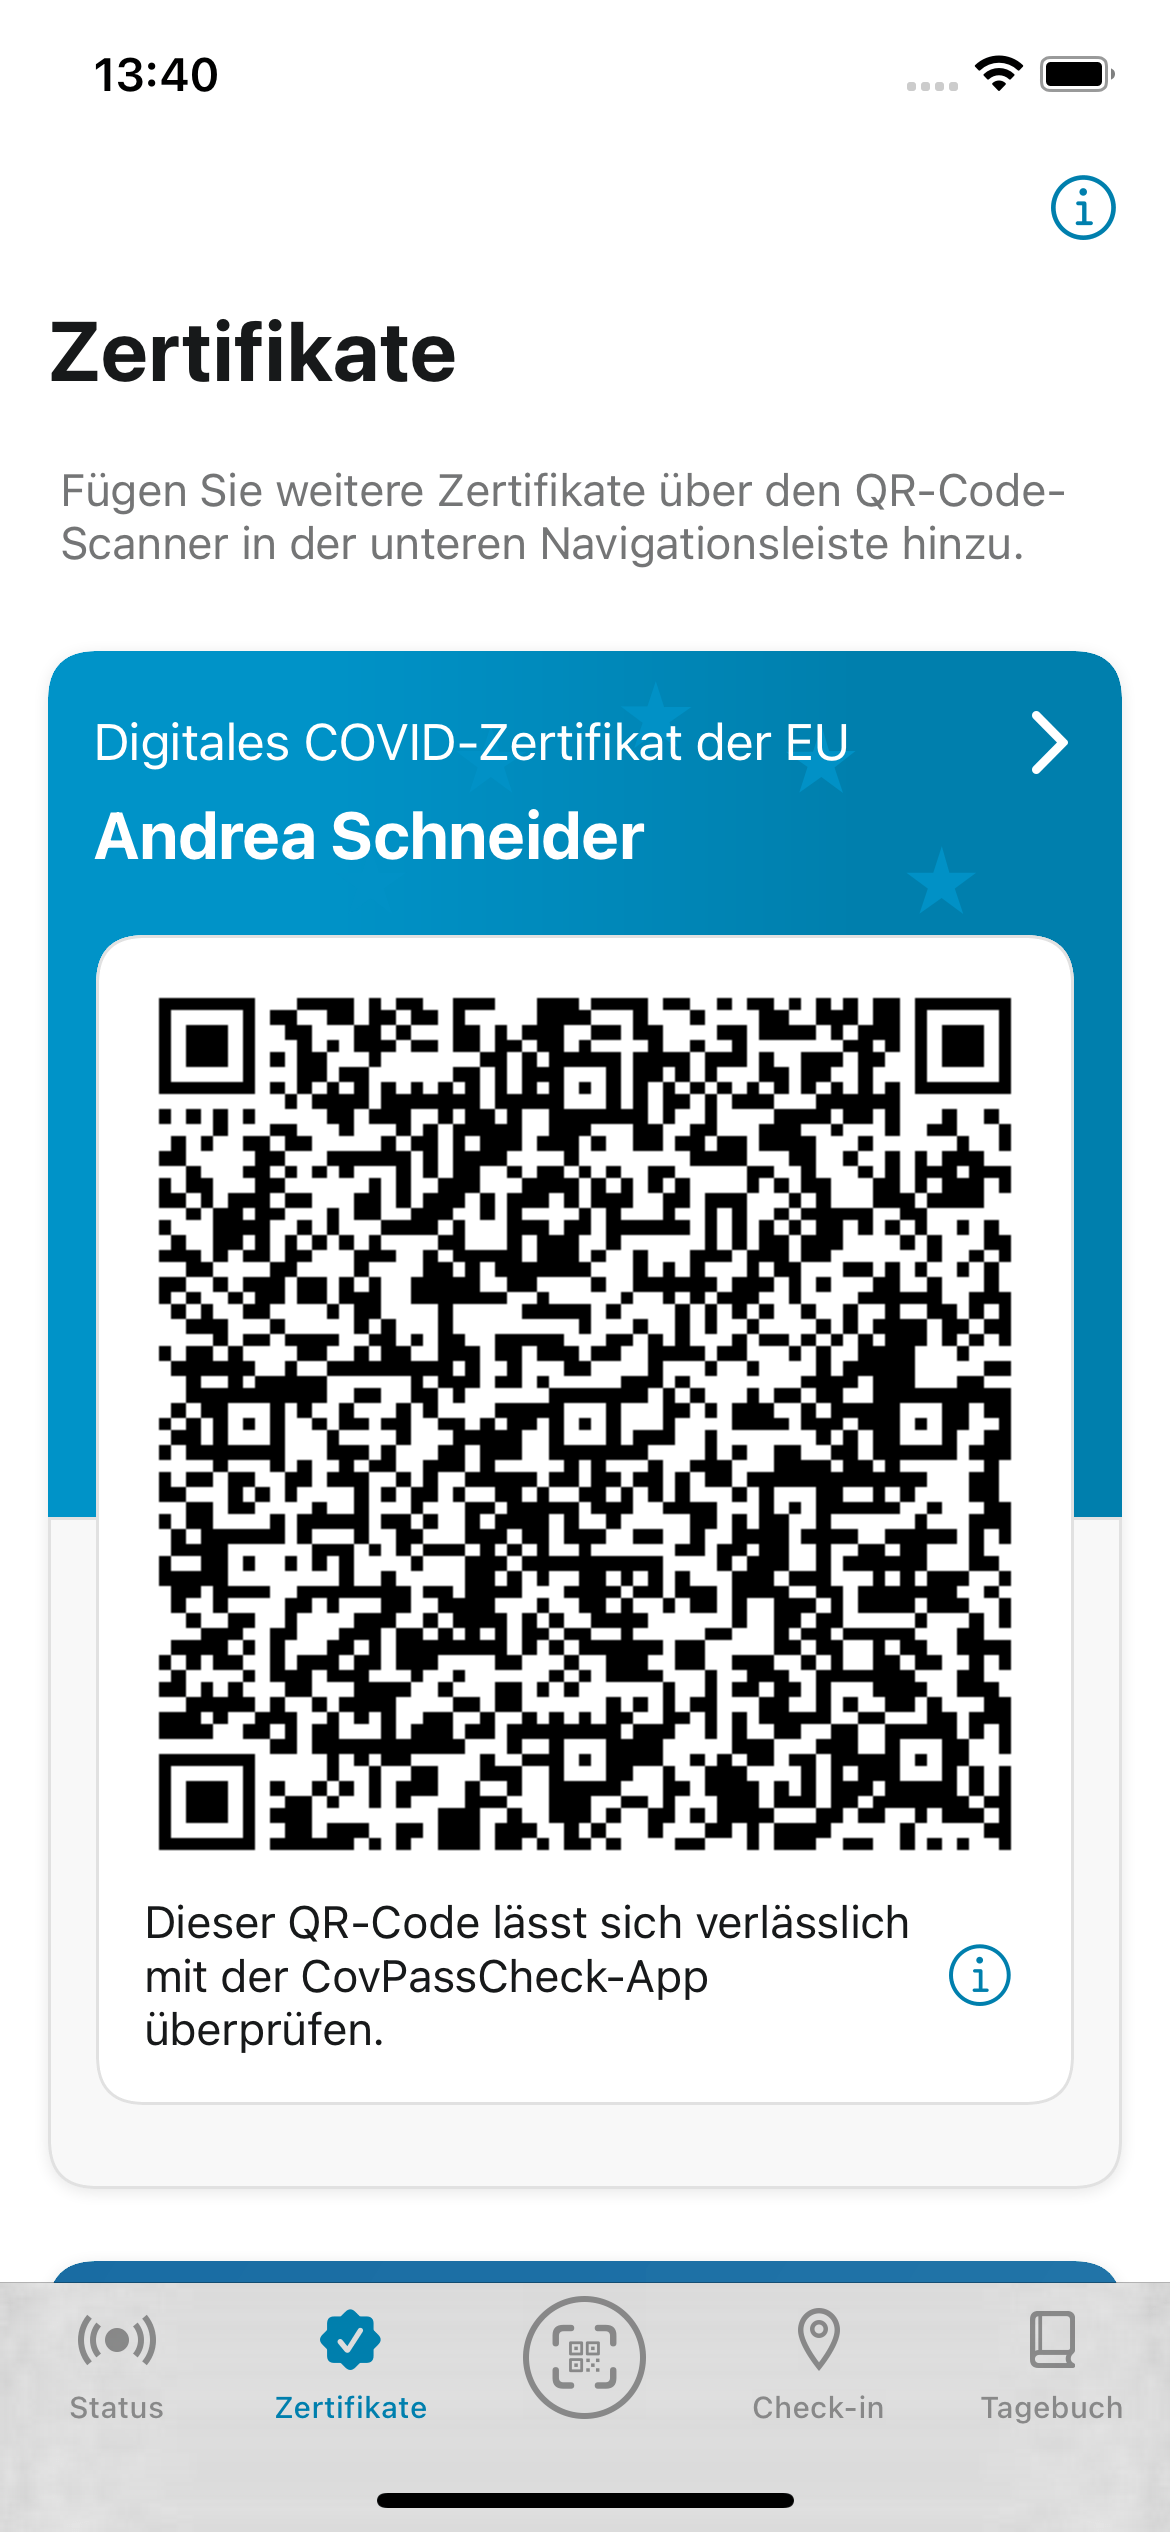 13:40
Zertifikate
Fügen Sie weitere Zertifikate über den QR-Code-
Scanner in der unteren Navigationsleiste hinzu.
Digitales COVID-Zertifikat der EU
Andrea Schneider
Dieser QR-Code lässt sich verlässlich
mit der CovPassCheck-App
überprüfen.
Status
Zertifikate
Check-in
Tagebuch